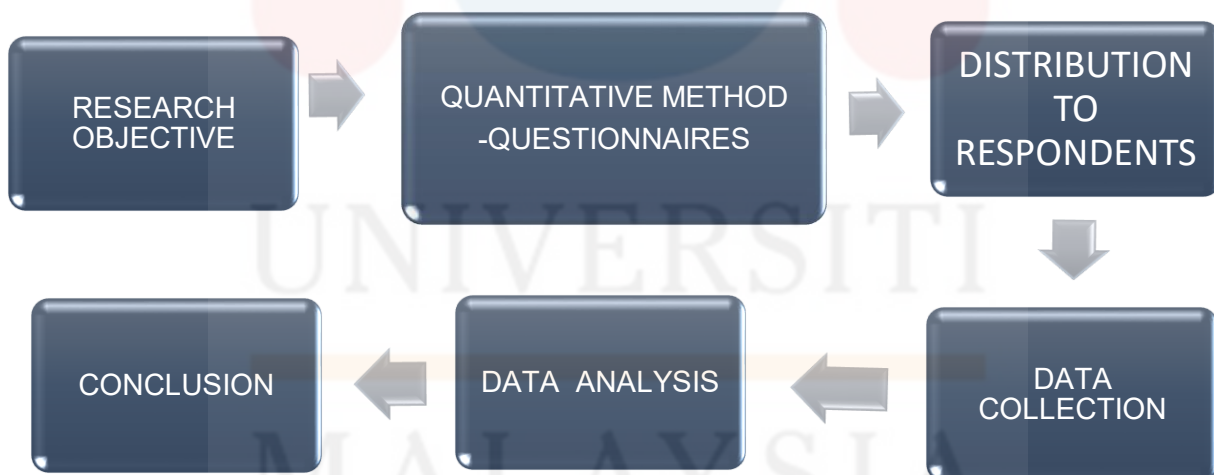 RESEARCH
OBJECTIVE
QUANTITATIVE METHOD
-QUESTIONNAIRES
DISTRIBUTION
TO
RESPONDENTS
DATA
COLLECTION
DATA ANALYSIS
CONCLUSION
UNIVERSITI
MALAYSIA